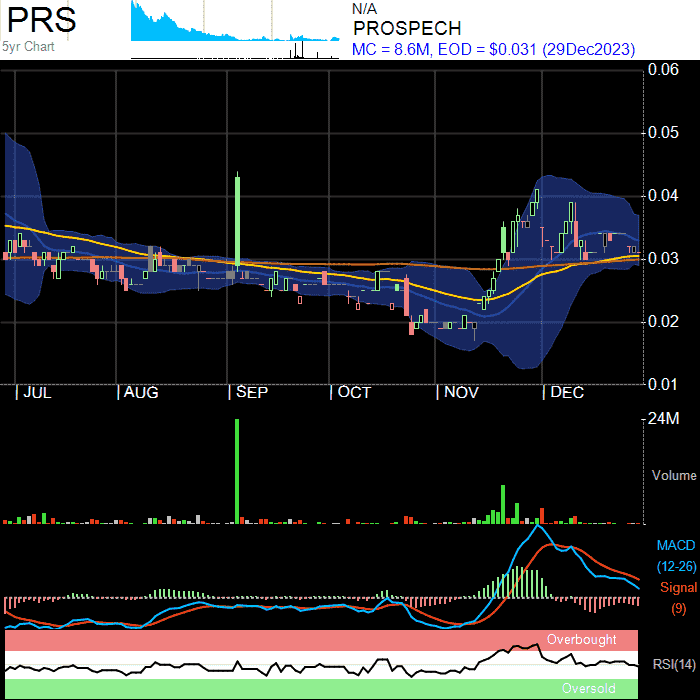 PRS
5yr Chart
N/A
PROSPECH
MC = 8.6M, EOD = $0.031 (29Dec2023)
0.06
0.05
0.04
0.03
0.02
0.01
JUL AUG SEP OCT NOV DEC
24M
Volume
MACD
(12-26)
Signal
(9)
Overbought
RSI(14)
Oversold